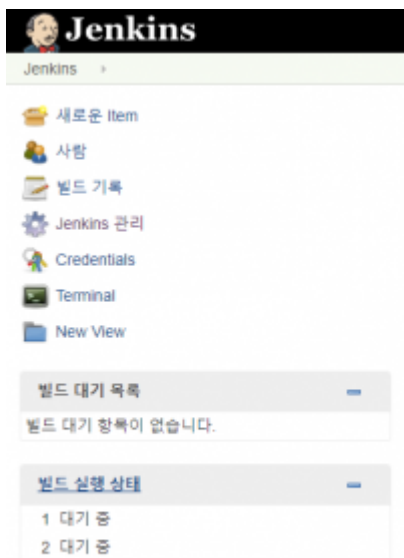 Jenkins
Jenkins
새로운 Item
사람
빌드 기록
Jenkins 관리
Credentials
Terminal
New View
빌드 대기 목록
빌드 대기 항목이 없습니다.
빌드 실행 상태
1 대기 중
2 대기 중